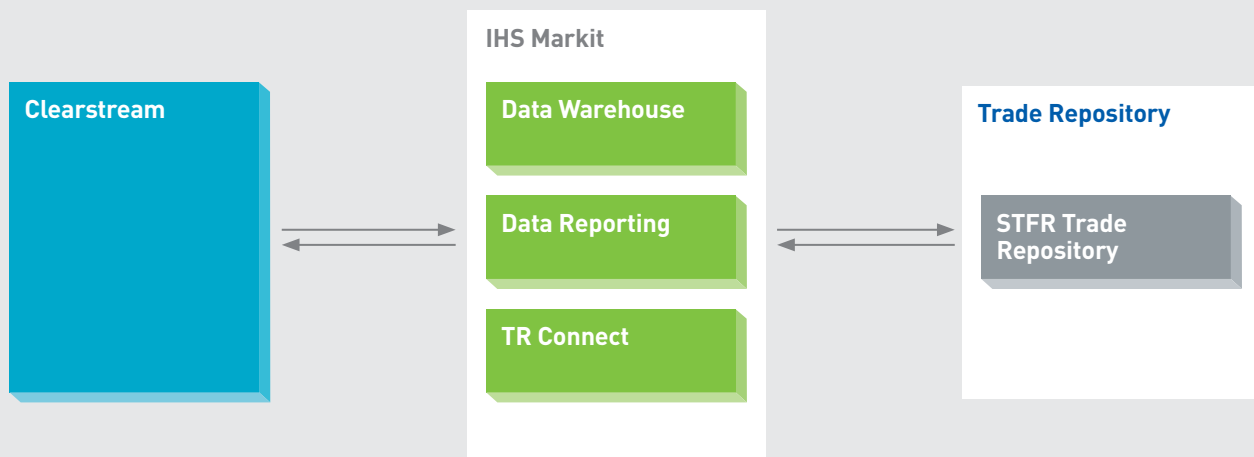 IHS Markit
Clearstream
Data Warehouse
Trade Repository
Data Reporting
STFR Trade
Repository
TR Connect